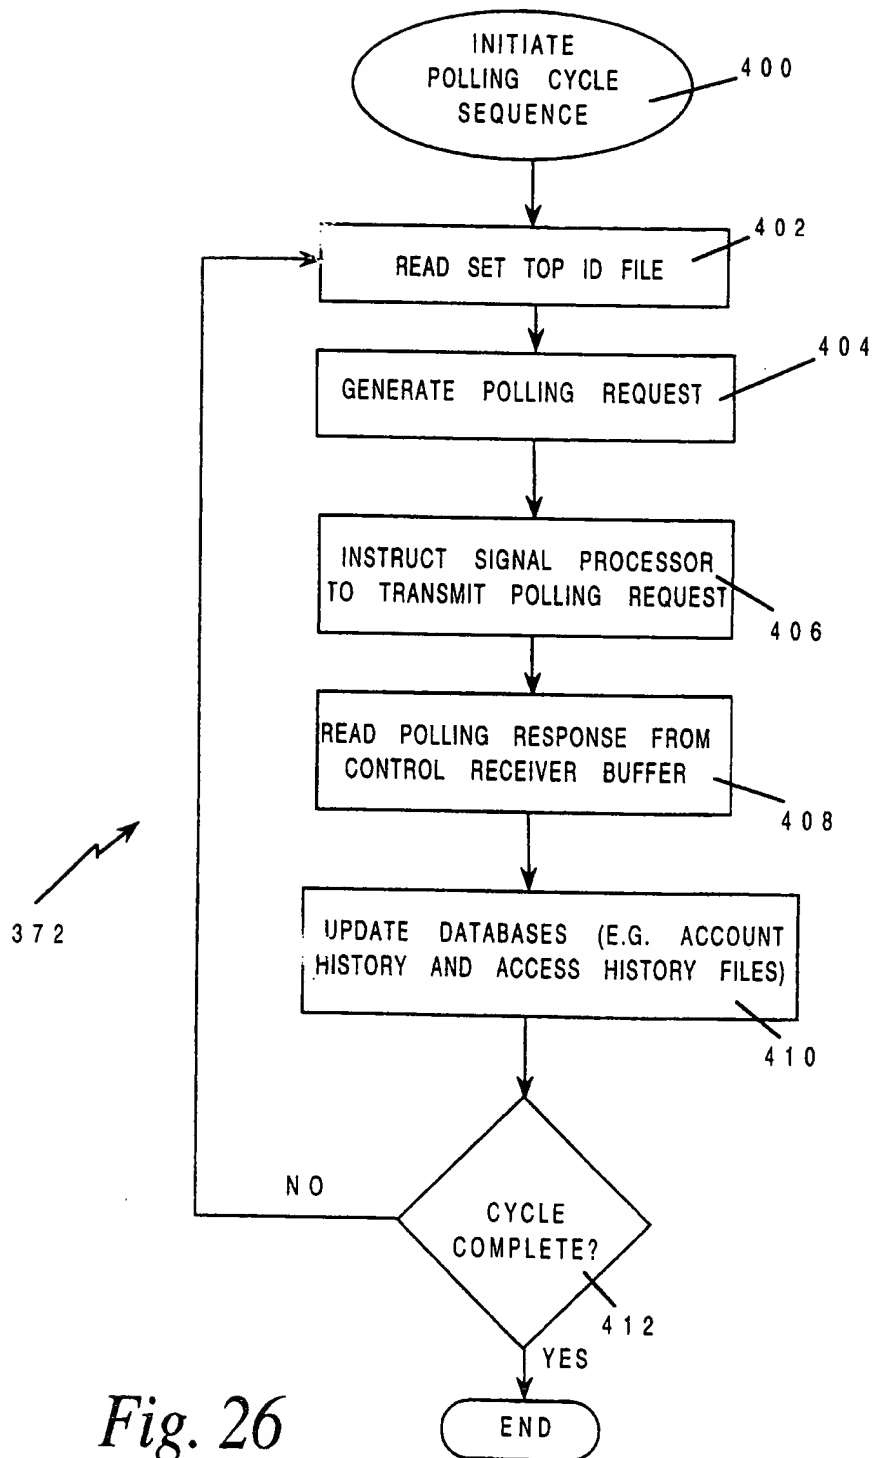 INITIATE
POLLING CYCLE
SEQUENCE
400
READ SET TOP ID FILE
402
GENERATE POLLING REQUEST
404
INSTRUCT SIGNAL PROCESSOR
TO TRANSMIT POLLING REQUEST
406
READ POLLING RESPONSE FROM
CONTROL RECEIVER BUFFER
408
372
UPDATE DATABASES (E.G. ACCOUNT
HISTORY AND ACCESS HISTORY FILES)
410
NO
CYCLE
COMPLETE?
412
YES
END
Fig. 26